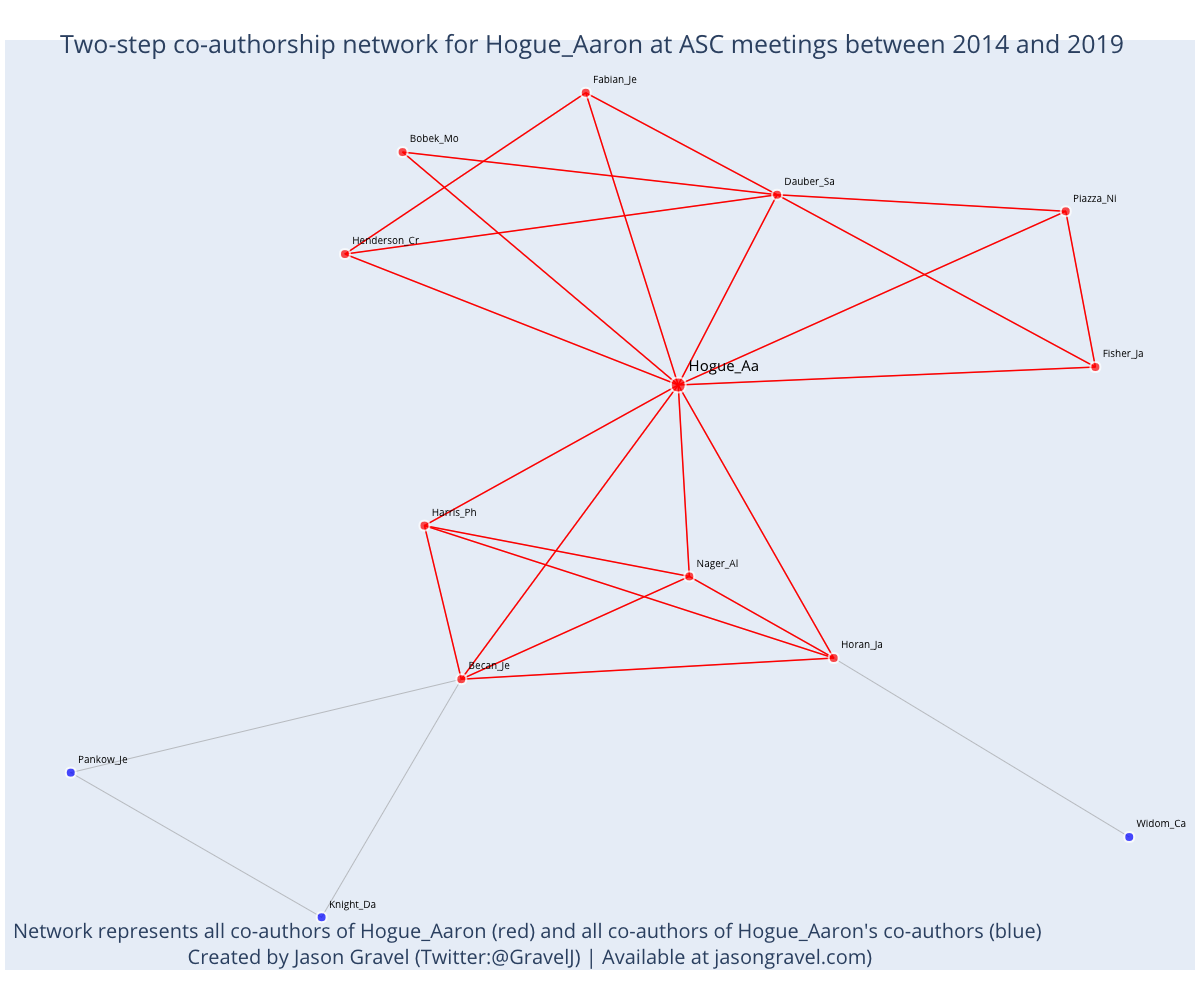 Two-step co-authorship network for Hogue_Aaron at ASC meetings between 2014 and 2019
Fabian_Je
Bobek_Mo
Dauber_Sa
Piazza_Ni
Henderson_Cr
Fisher_Ja
Hogue_Aa
Harris_Ph
Nager_Al
Horan_Ja
Becan_Je
Pankow_Je
Widom_Ca
Knight_Da
Network represents all co-authors of Hogue_Aaron (red) and all co-authors of Hogue_Aaron's co-authors (blue)
Created by Jason Gravel (Twitter:@GravelJ) | Available at jasongravel.com)